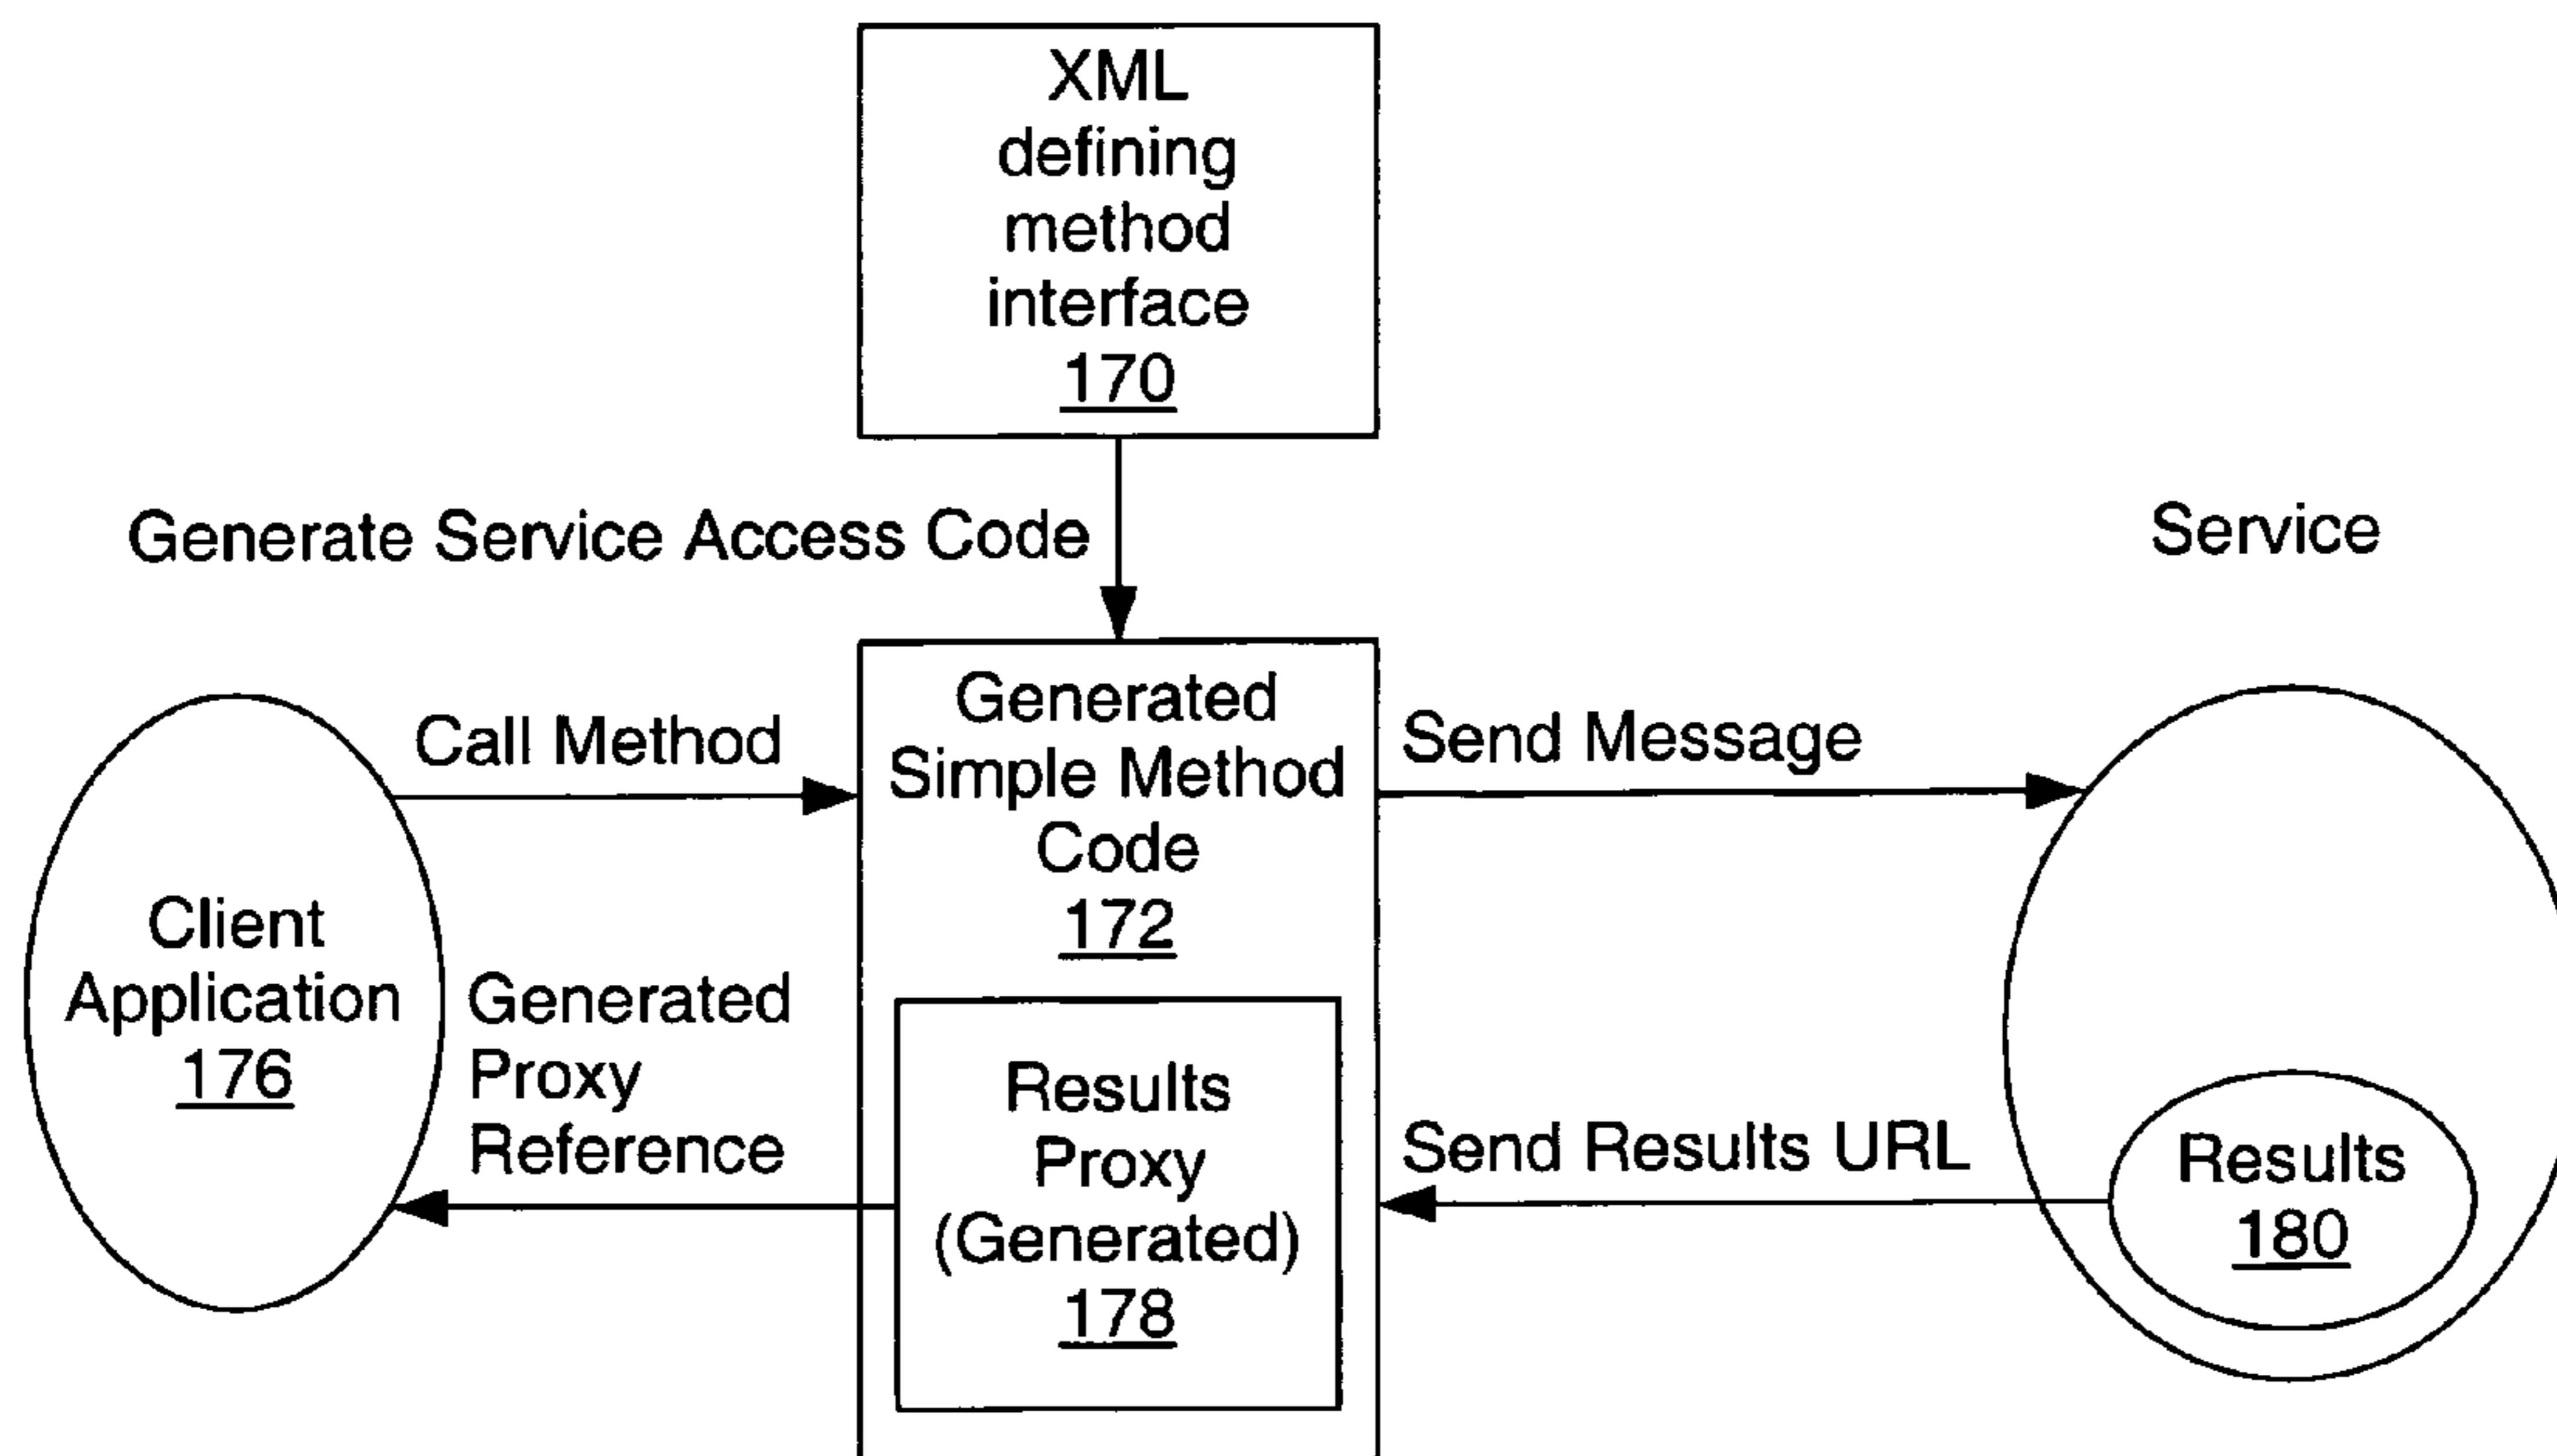 XML
defining
method
interface
170
Generate Service Access Code
Service
Call Method
Generated
Simple Method
Code
172
Send Message
Client
Application
176
Generated
Proxy
Reference
Results
Proxy
(Generated)
178
Send Results URL
Results
180